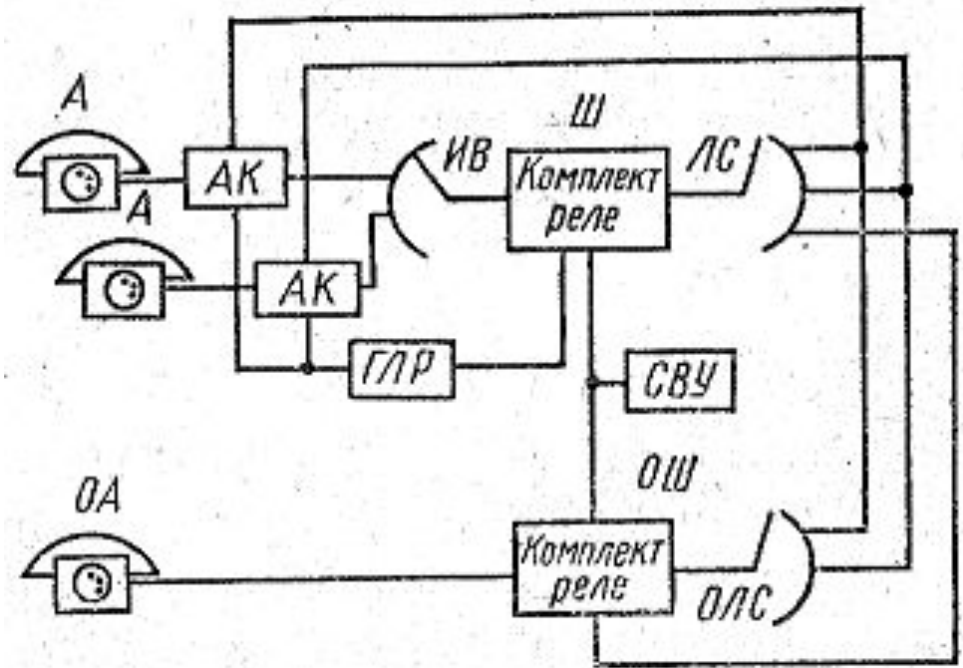 Ш
А
ИВ
ЛС
АК
Комплект
реле
А
АК
ГЛР
СВУ
ОШ
ОА
Комплект
реле
ОЛС